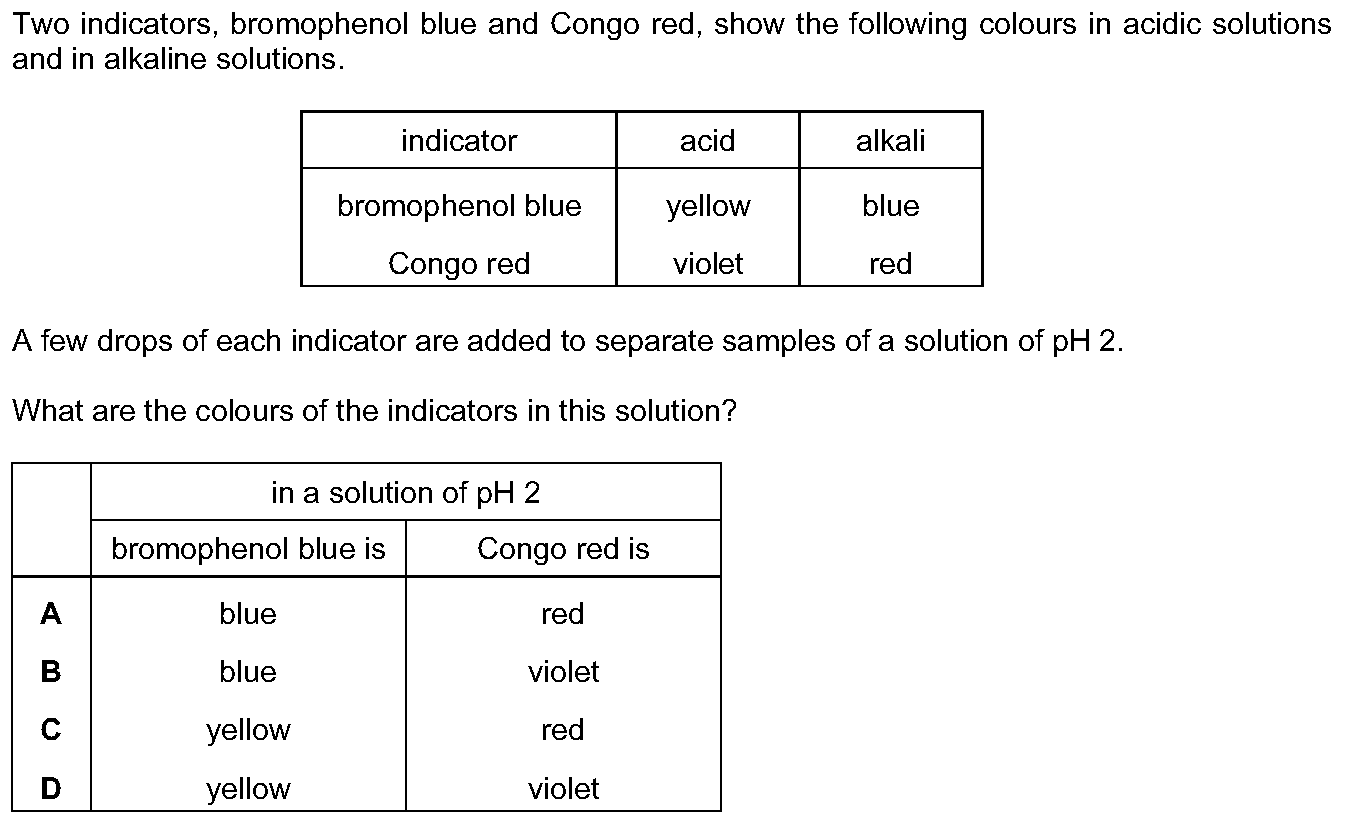 Two indicators, bromophenol blue and Congo red, show the following colours in acidic solutions
and in alkaline solutions.
indicator acid alkali
bromophenol blue yellow blue
Congo red violet red
A few drops of each indicator are added to separate samples of a solution of pH 2.
What are the colours of the indicators in this solution?
in a solution of pH 2
bromophenol blue is Congo red is
A blue red
B blue violet
C yellow red
D yellow violet